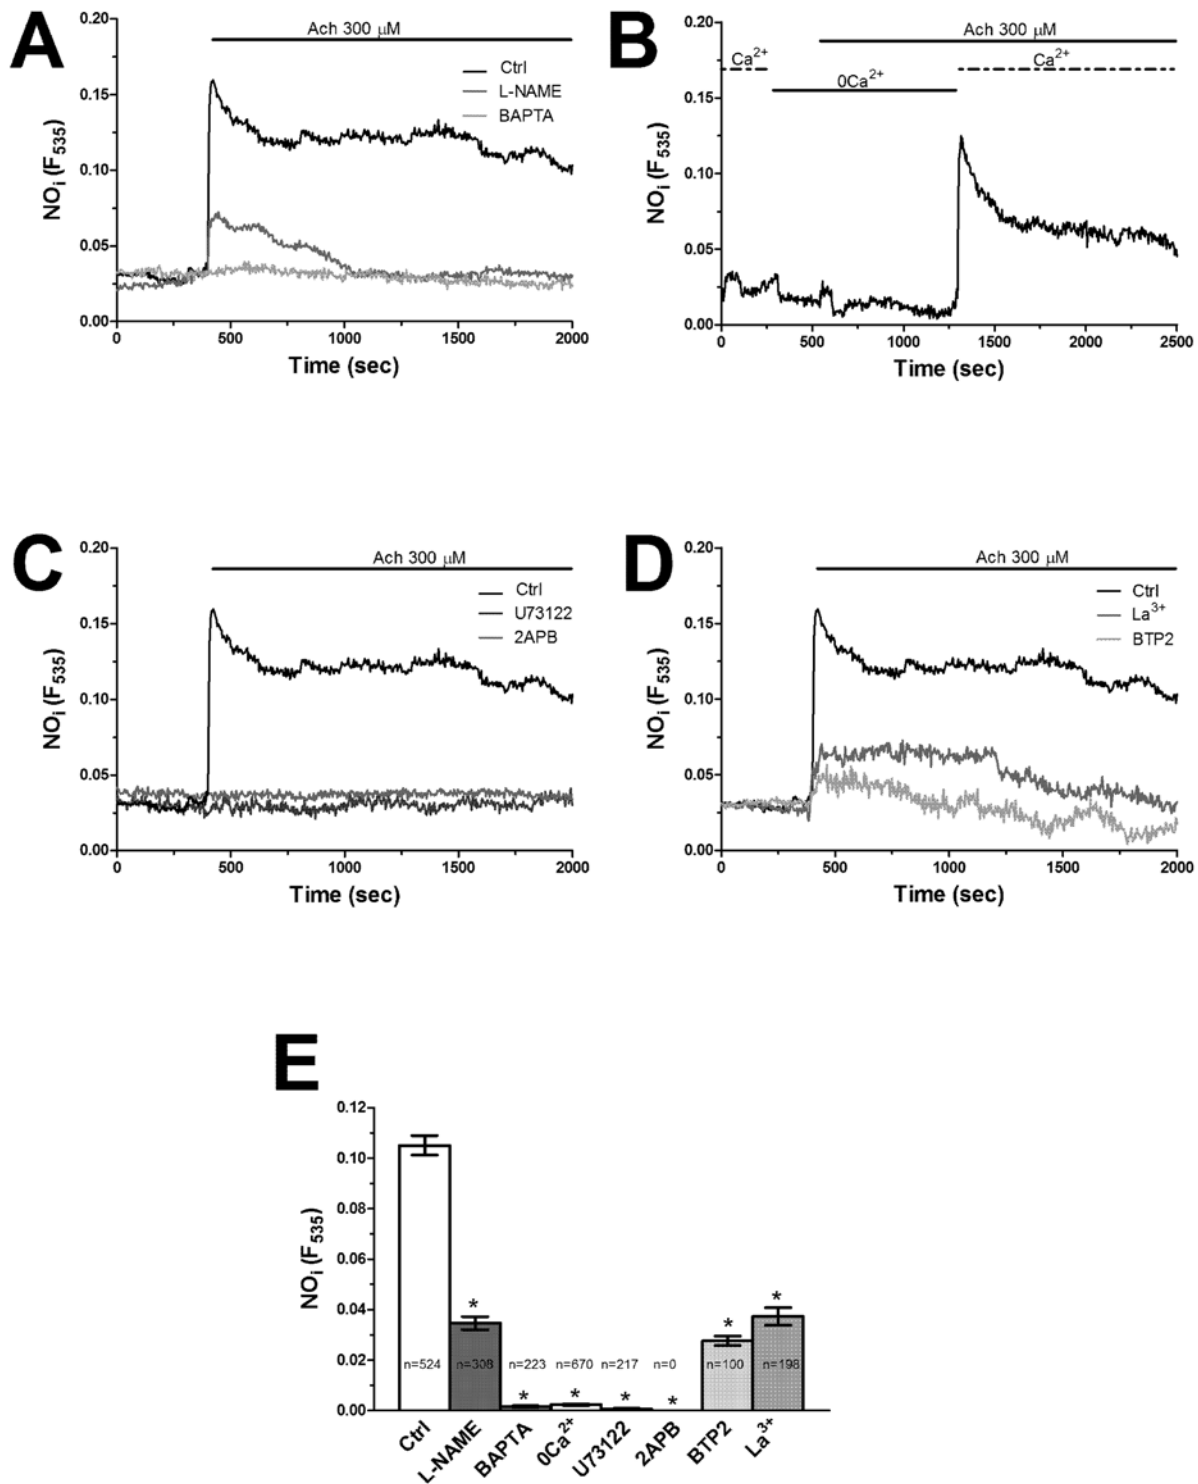 A
Ach 300 µM
Ctrl
L-NAME
BAPTA
0.20
0.15
0.10
0.05
0.00
NOi (F535)
0
500
1000
1500
2000
Time (sec)
B
Ach 300 µM
Ca2+
0Ca2+
Ca2+
0.20
0.15
0.10
0.05
0.00
NOi (F535)
0
500
1000
1500
2000
2500
Time (sec)
C
Ach 300 µM
Ctrl
U73122
2APB
0.20
0.15
0.10
0.05
0.00
NOi (F535)
0
500
1000
1500
2000
Time (sec)
D
Ach 300 µM
Ctrl
La3+
BTP2
0.20
0.15
0.10
0.05
0.00
NOi (F535)
0
500
1000
1500
2000
Time (sec)
E
0.12
0.10
0.08
0.06
0.04
0.02
0.00
NOi (F535)
*
*
*
*
*
*
*
n=524
n=308
n=223
n=670
n=217
n=0
n=100
n=198
Ctrl
L-NAME
BAPTA
0Ca2+
U73122
2APB
BTP2
La3+